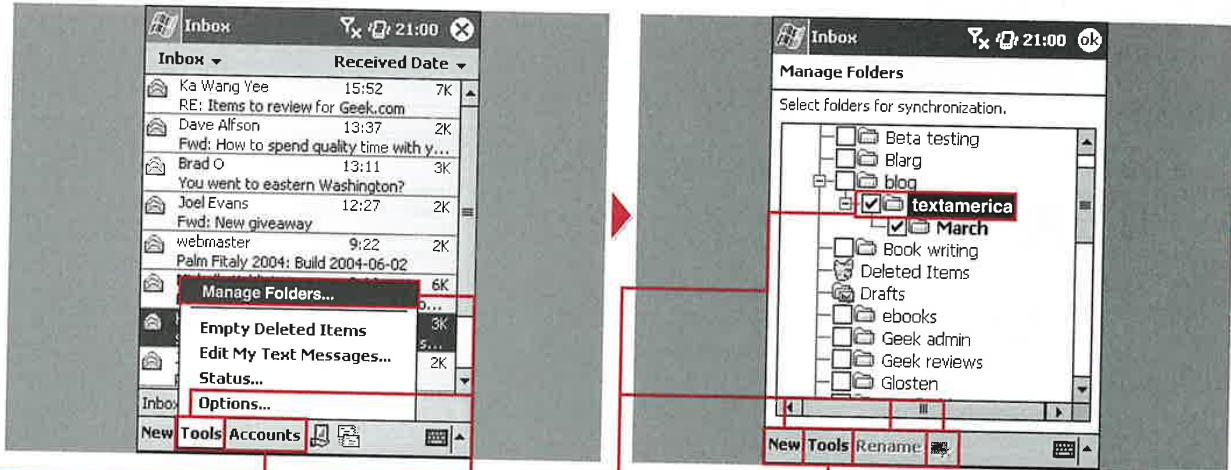 Inbox 21:00
Inbox Received Date
Ka Wang Yee 15:52 7K
RE: Items to review for Geek.com
Dave Alfson 13:37 2K
Fwd: How to spend quality time with y...
Brad O 13:11 3K
You went to eastern Washington?
Joel Evans 12:27 2K
Fwd: New giveaway
webmaster 9:22 2K
Palm Fitaly 2004: Build 2004-06-02
6K
Manage Folders...
o...
Empty Deleted Items
3K
s...
Edit My Text Messages...
2K
Status...
Options...
Inbox
New Tools Accounts
Inbox 21:00 ok
Manage Folders
Select folders for synchronization.
Beta testing
Blarg
blog
textamerica
March
Book writing
Deleted Items
Drafts
ebooks
Geek admin
Geek reviews
Glosten
New Tools Rename